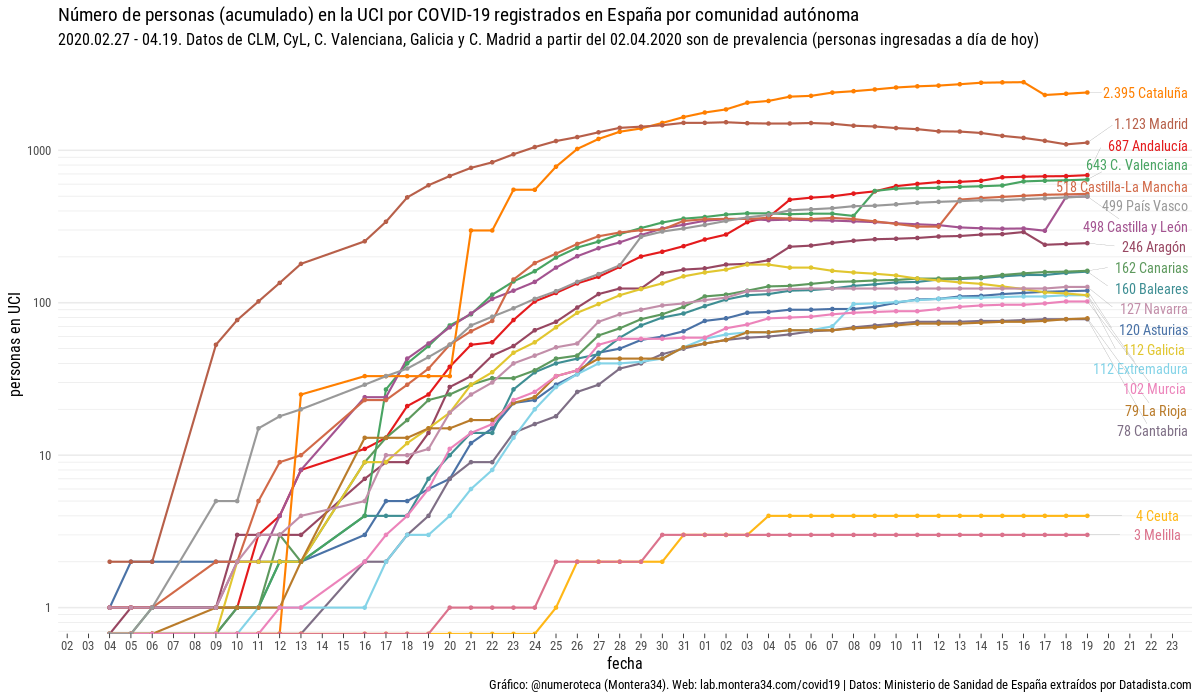 Número de personas (acumulado) en la UCI por COVID-19 registrados en España por comunidad autónoma
2020.02.27 - 04.19. Datos de CLM, CyL, C. Valenciana, Galicia y C. Madrid a partir del 02.04.2020 son de prevalencia (personas ingresadas a día de hoy)
personas en UCI
1000
100
10
1
2.395 Cataluña
1.123 Madrid
687 Andalucía
643 C. Valenciana
518 Castilla-La Mancha
499 País Vasco
498 Castilla y León
246 Aragón
162 Canarias
160 Baleares
127 Navarra
120 Asturias
112 Galicia
112 Extremadura
102 Murcia
79 La Rioja
78 Cantabria
4 Ceuta
3 Melilla
02 03 04 05 06 07 08 09 10 11 12 13 14 15 16 17 18 19 20 21 22 23 24 25 26 27 28 29 30 31 01 02 03 04 05 06 07 08 09 10 11 12 13 14 15 16 17 18 19 20 21 22 23
fecha
Gráfico: @numeroteca (Montera34). Web: lab.montera34.com/covid19 | Datos: Ministerio de Sanidad de España extraídos por Datadista.com